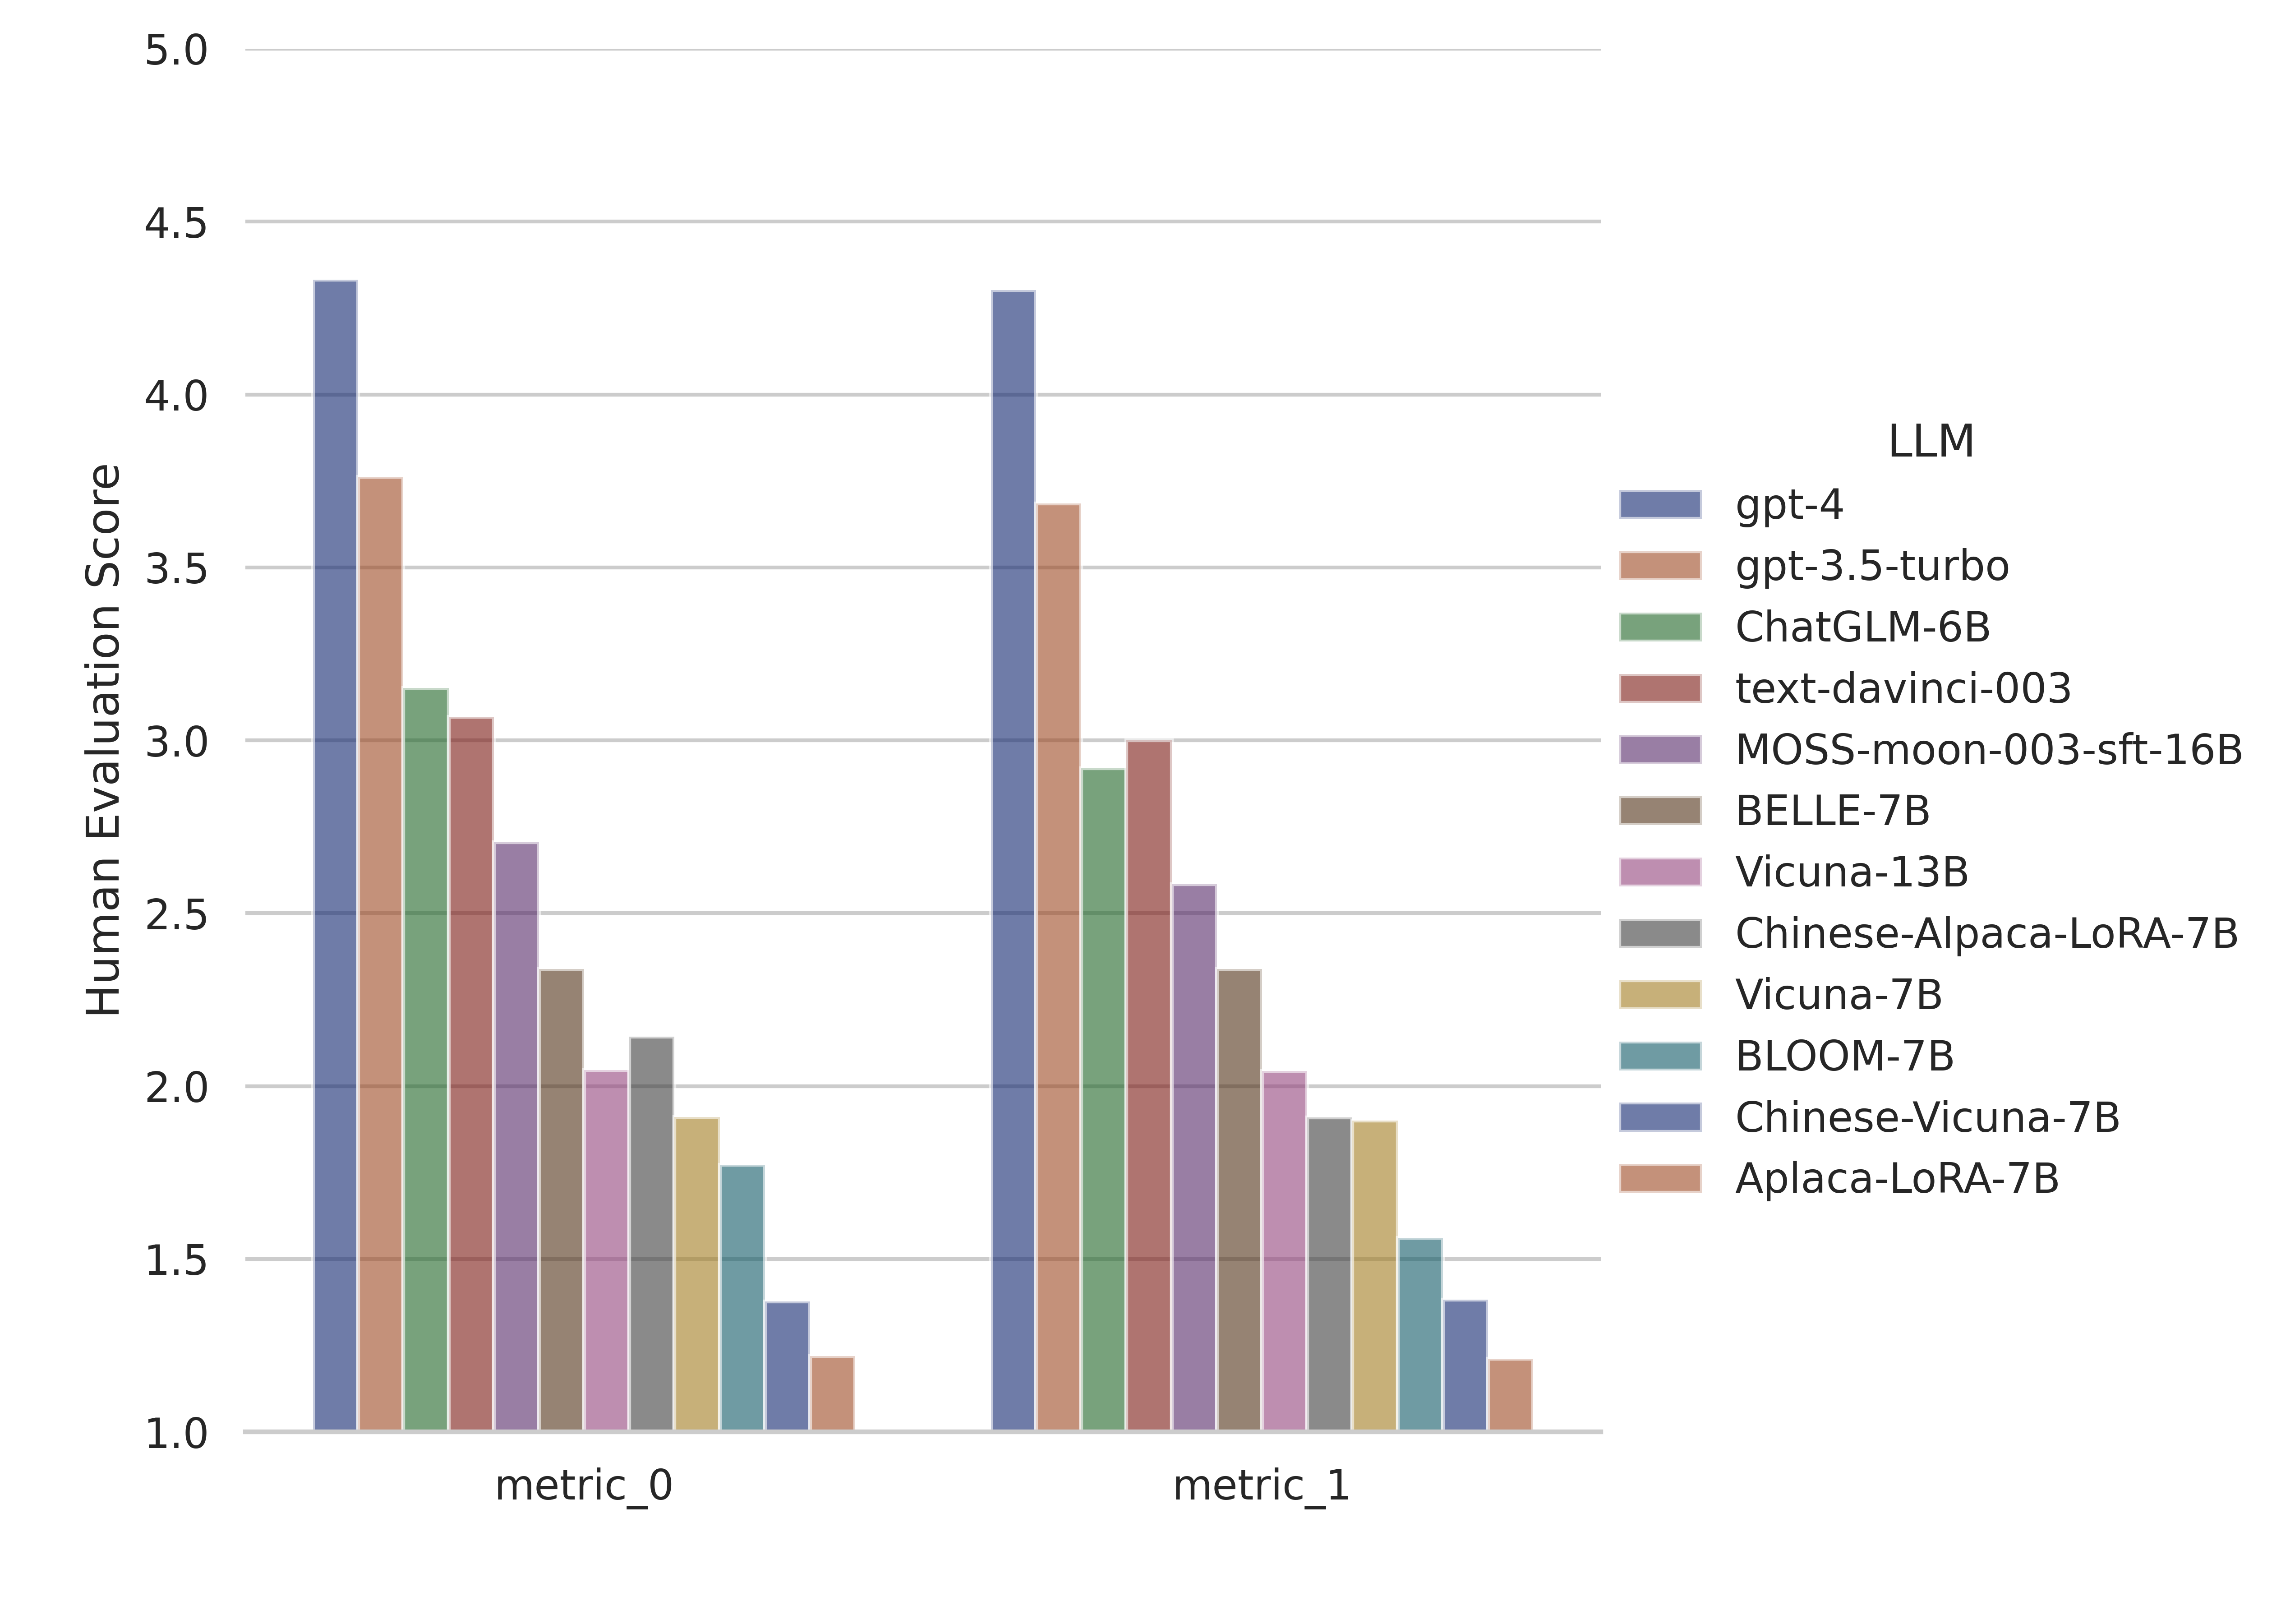 5.0
4.5
4.0
3.5
3.0
2.5
2.0
1.5
1.0
Human Evaluation Score
metric_0
metric_1
LLM
gpt-4
gpt-3.5-turbo
ChatGLM-6B
text-davinci-003
MOSS-moon-003-sft-16B
BELLE-7B
Vicuna-13B
Chinese-Alpaca-LoRA-7B
Vicuna-7B
BLOOM-7B
Chinese-Vicuna-7B
Aplaca-LoRA-7B